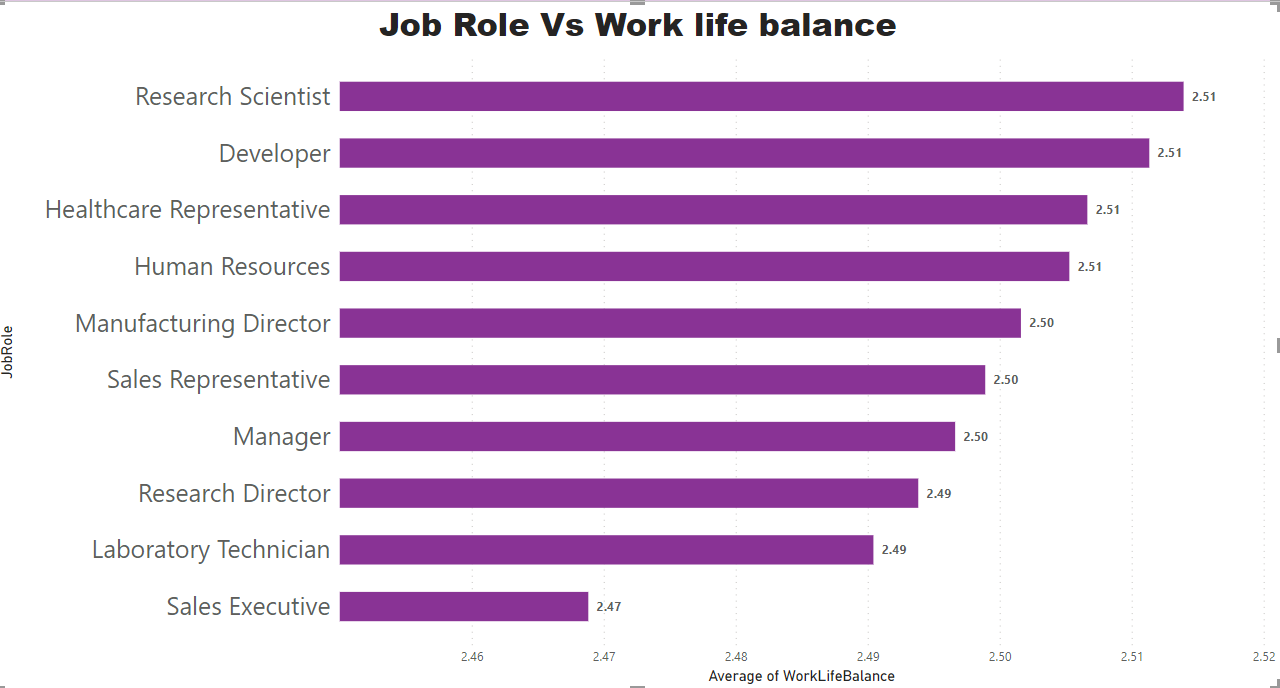 Job Role Vs Work life balance
JobRole
Research Scientist 2.51
Developer 2.51
Healthcare Representative 2.51
Human Resources 2.51
Manufacturing Director 2.50
Sales Representative 2.50
Manager 2.50
Research Director 2.49
Laboratory Technician 2.49
Sales Executive 2.47
2.46 2.47 2.48 2.49 2.50 2.51 2.52
Average of WorkLifeBalance